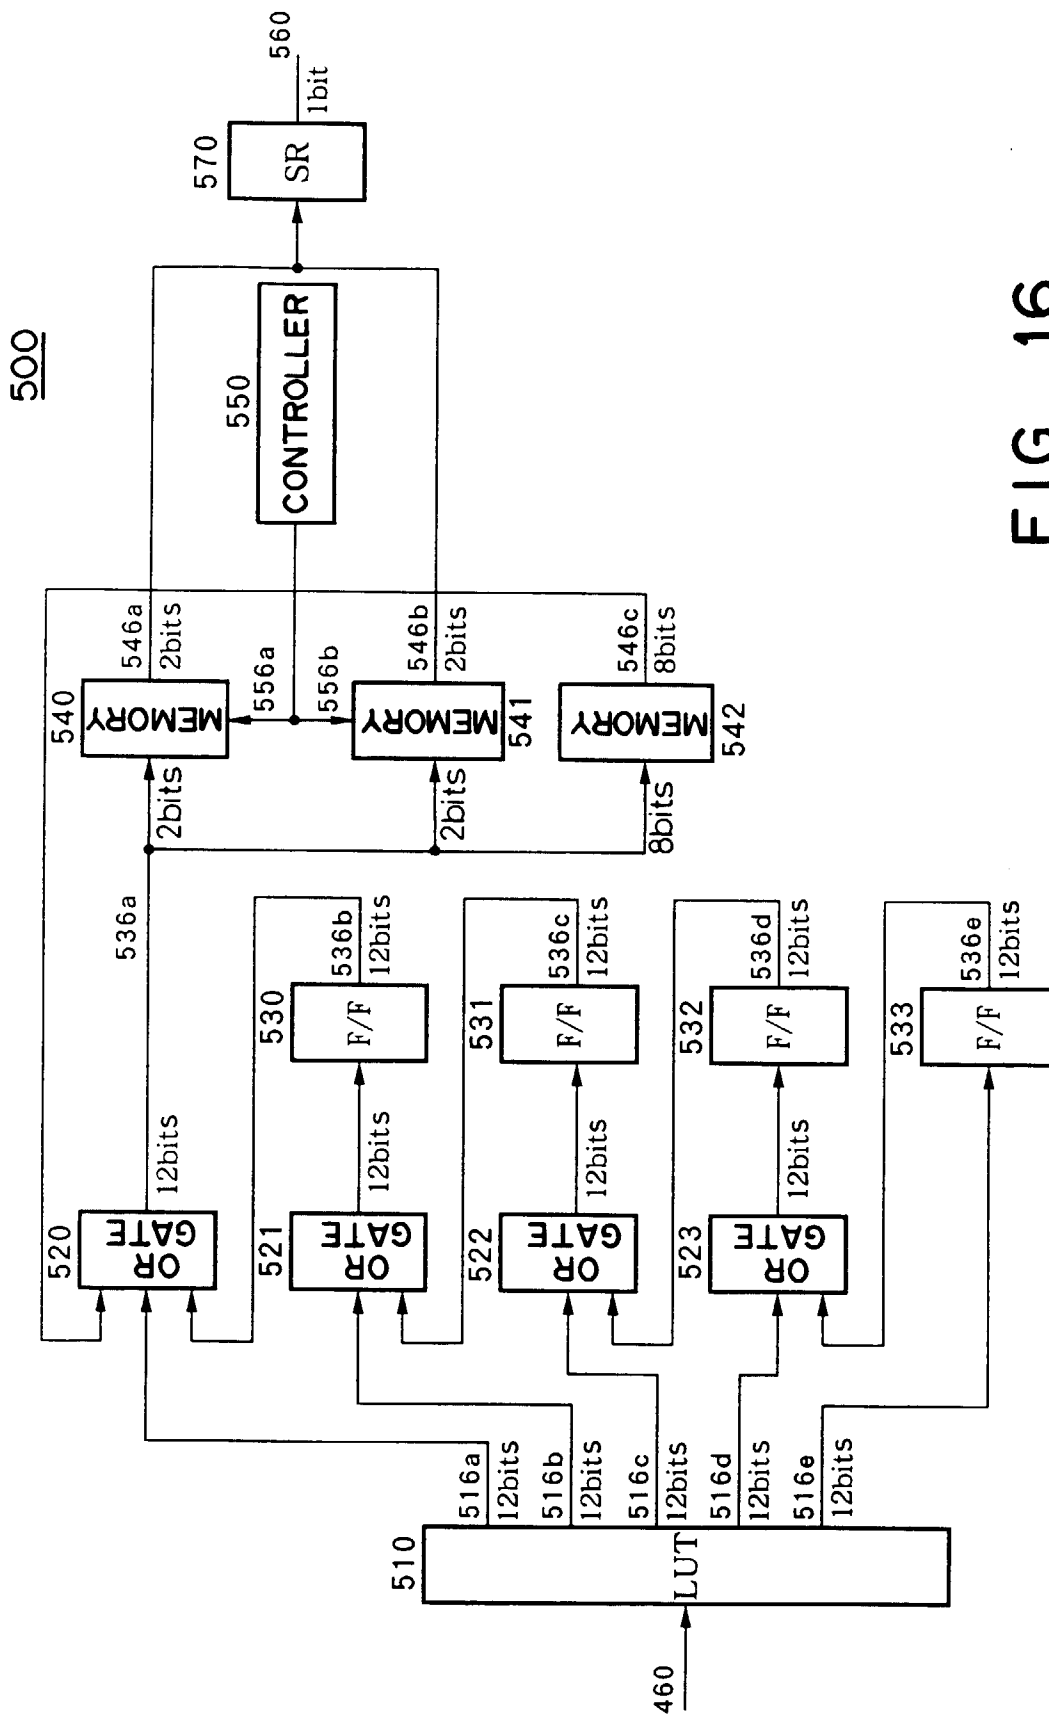 500
460
510
LUT
516a
12bits
516b
12bits
516c
12bits
516d
12bits
516e
12bits
520
OR
GATE
12bits
521
OR
GATE
12bits
522
OR
GATE
12bits
523
OR
GATE
12bits
530
F/F
531
F/F
532
F/F
533
F/F
536a
536b
12bits
536c
12bits
536d
12bits
536e
12bits
2bits
2bits
8bits
540
MEMORY
541
MEMORY
542
MEMORY
546a
2bits
556a
556b
546b
2bits
546c
8bits
550
CONTROLLER
570
SR
560
1bit
FIG 16